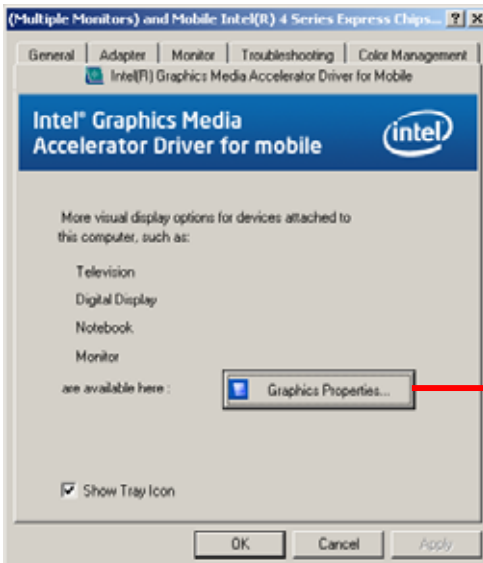 (Multiple Monitors) and Mobile Intel(R) 4 Series Express Chips... ? X
General Adapter Monitor Troubleshooting Color Management
Intel(R) Graphics Media Accelerator Driver for Mobile
Intel® Graphics Media
Accelerator Driver for mobile
intel
More visual display options for devices attached to
this computer, such as:
Television
Digital Display
Notebook
Monitor
are available here :
Graphics Properties...
Show Tray Icon
OK Cancel Apply